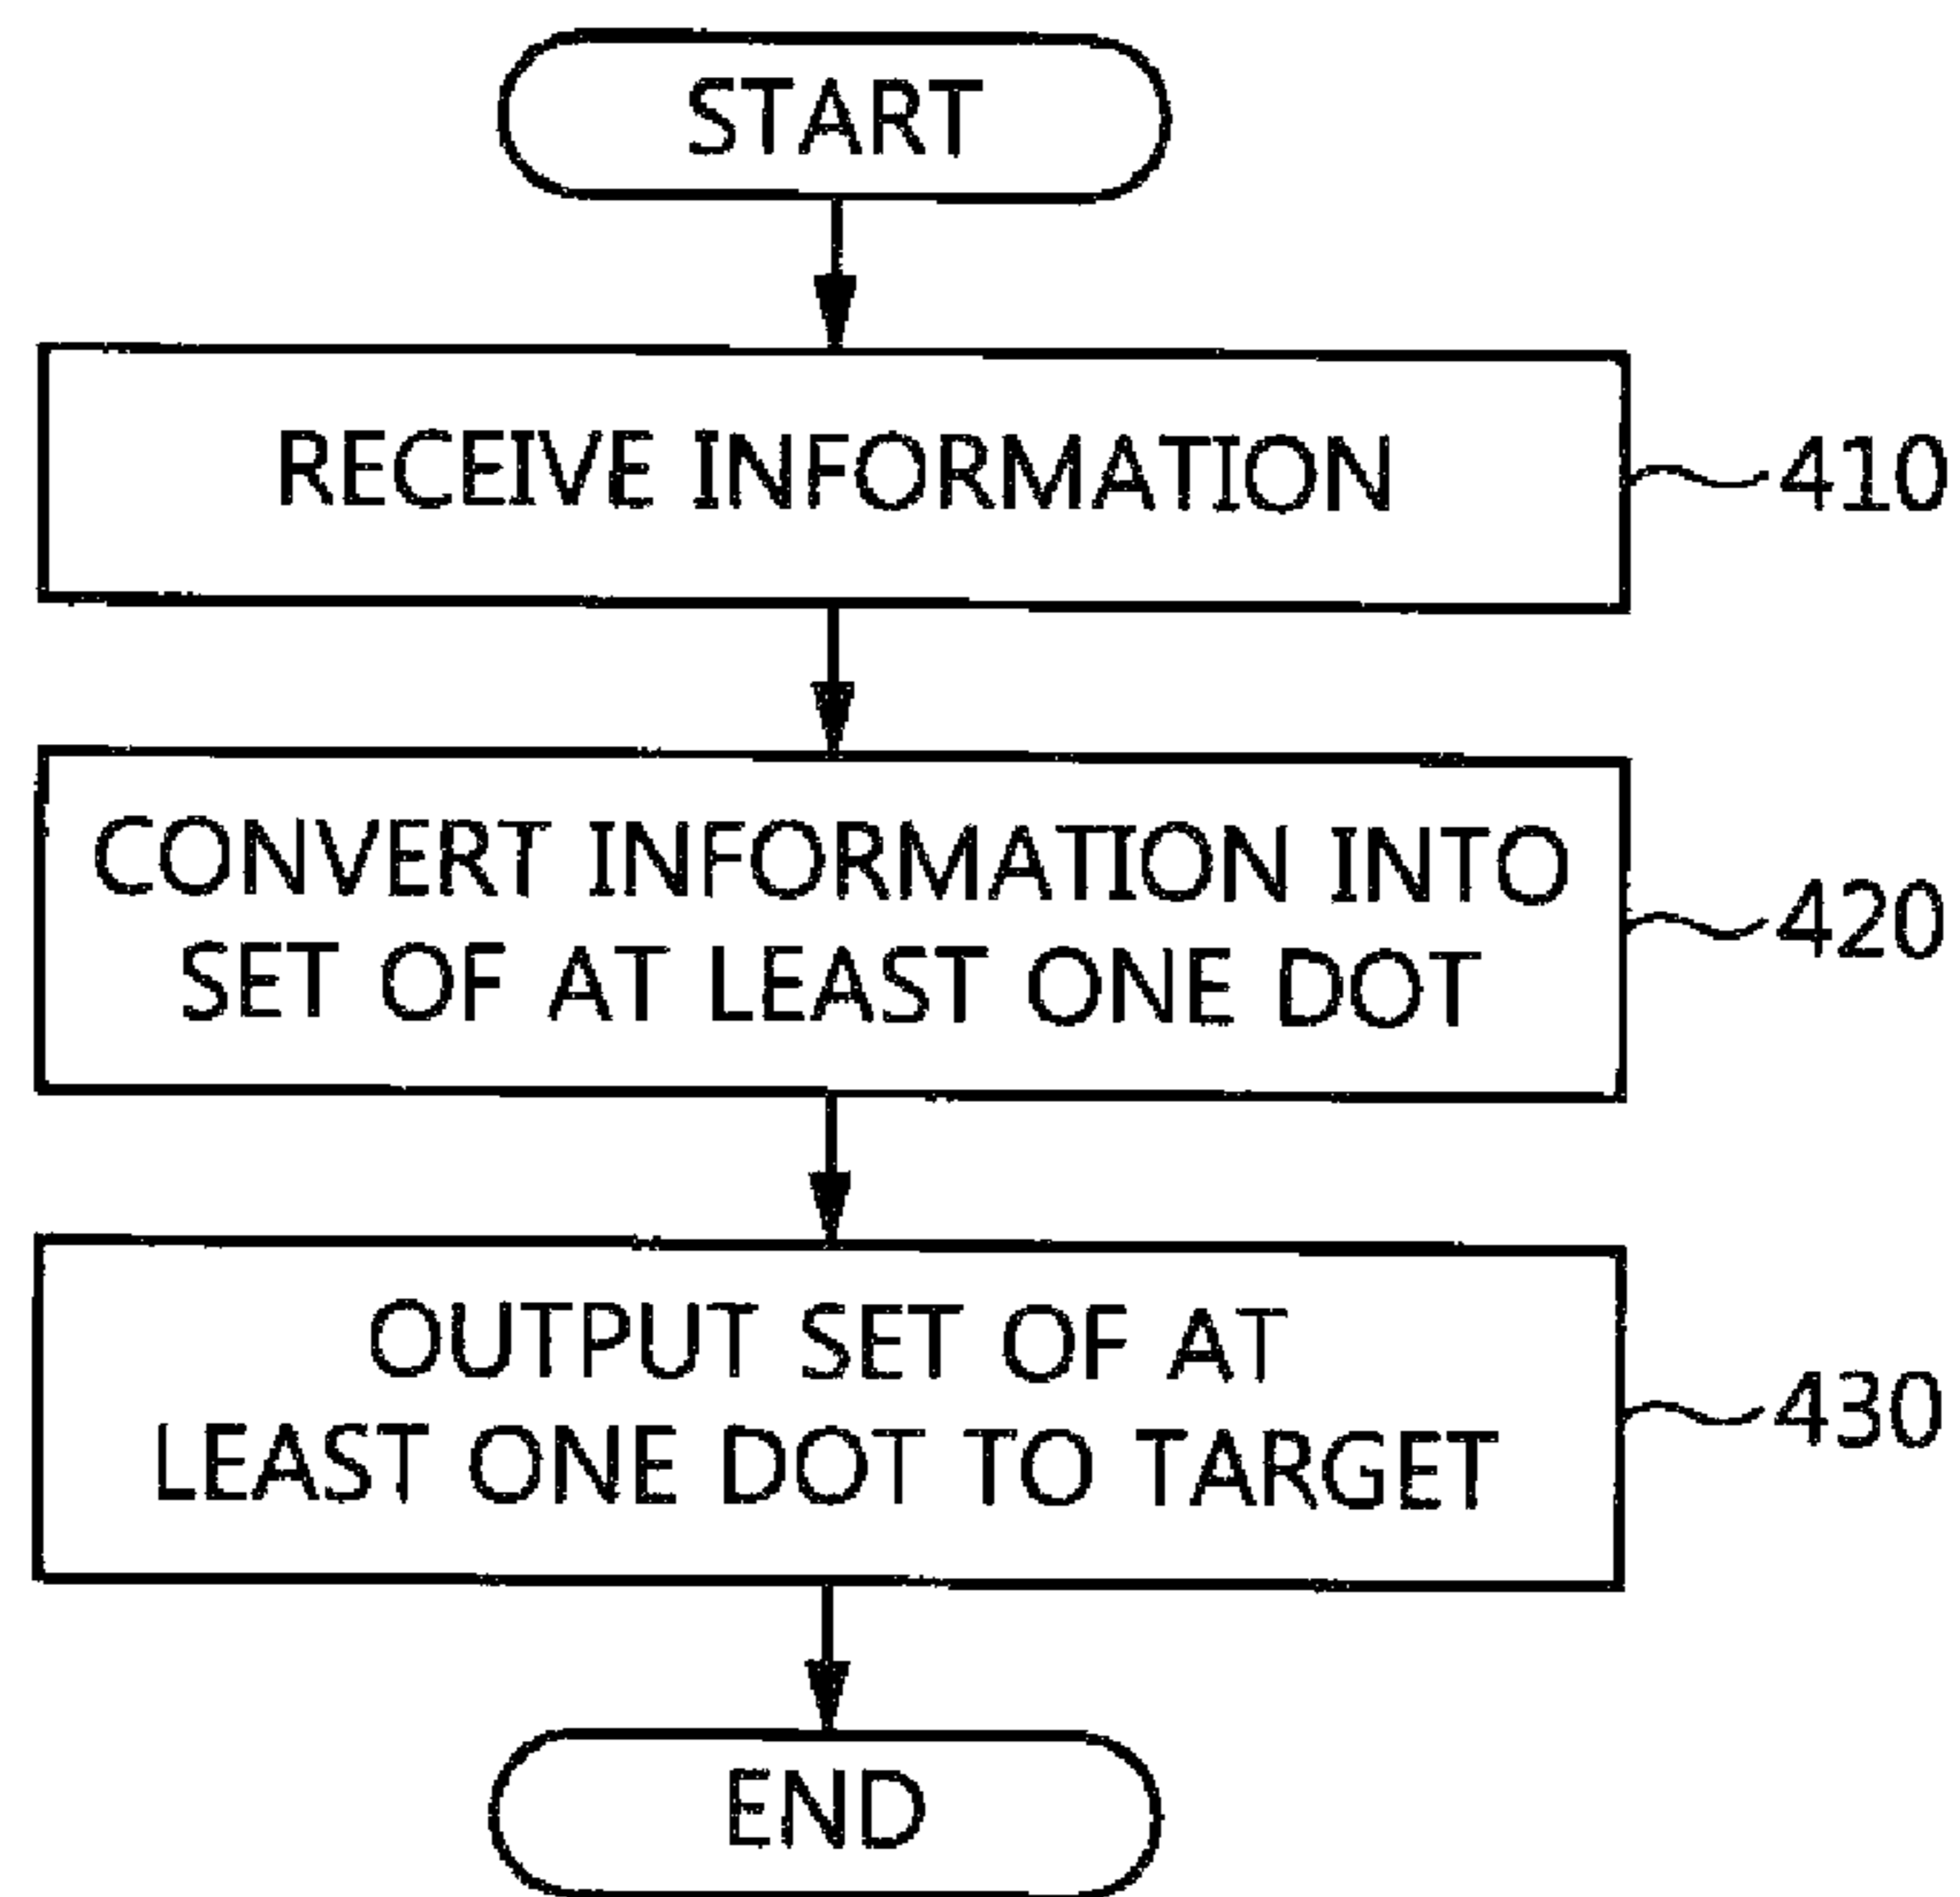 START
RECEIVE INFORMATION
410
CONVERT INFORMATION INTO
SET OF AT LEAST ONE DOT
420
OUTPUT SET OF AT
LEAST ONE DOT TO TARGET
430
END